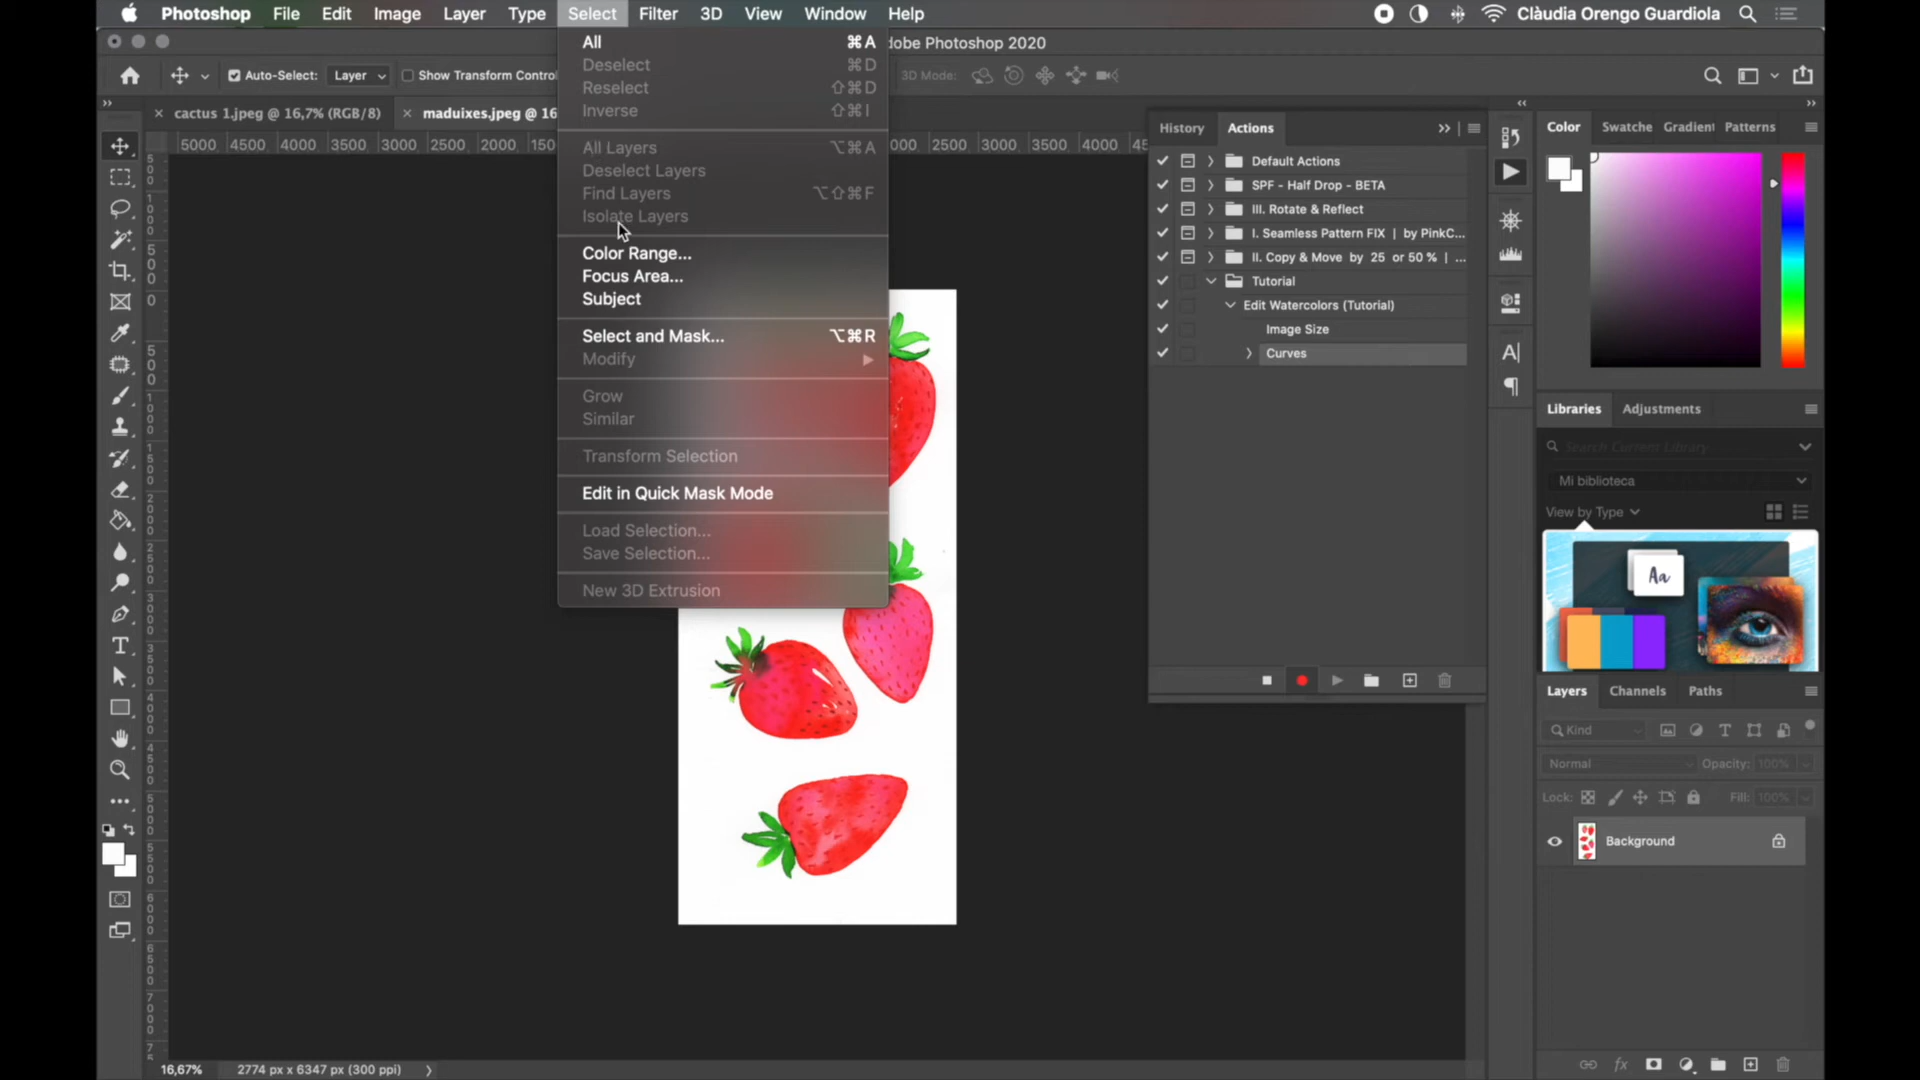 Photoshop File Edit Image Layer Type Select Filter 3D View Window Help Clàudia Orengo Guardiola
dobe Photoshop 2020
Auto-Select: Layer Show Transform Control 3D Mode:
cactus 1.jpeg @ 16,7% (RGB/8) maduixes.jpeg @ 16
5000 4500 4000 3500 3000 2500 2000 2500 3000 3500 4000
All ⌘A
Deselect ⌘D
Reselect ⇧⌘D
Inverse ⇧⌘I
All Layers ⌥⌘A
Deselect Layers
Find Layers ⌥⇧⌘F
Isolate Layers
Color Range...
Focus Area...
Subject
Select and Mask... ⌥⌘R
Modify
Grow
Similar
Transform Selection
Edit in Quick Mask Mode
Load Selection...
Save Selection...
New 3D Extrusion
History Actions
Default Actions
SPF - Half Drop - BETA
III. Rotate & Reflect
I. Seamless Pattern FIX | by PinkC...
II. Copy & Move by 25 or 50 % | ...
Tutorial
Edit Watercolors (Tutorial)
Image Size
Curves
Color Swatche Gradient Patterns
Libraries Adjustments
Search Current Library
Mi biblioteca
View by Type
Aa
Layers Channels Paths
Kind
Normal Opacity: 100%
Lock: Fill: 100%
Background
16,67% 2774 px x 6347 px (300 ppi)